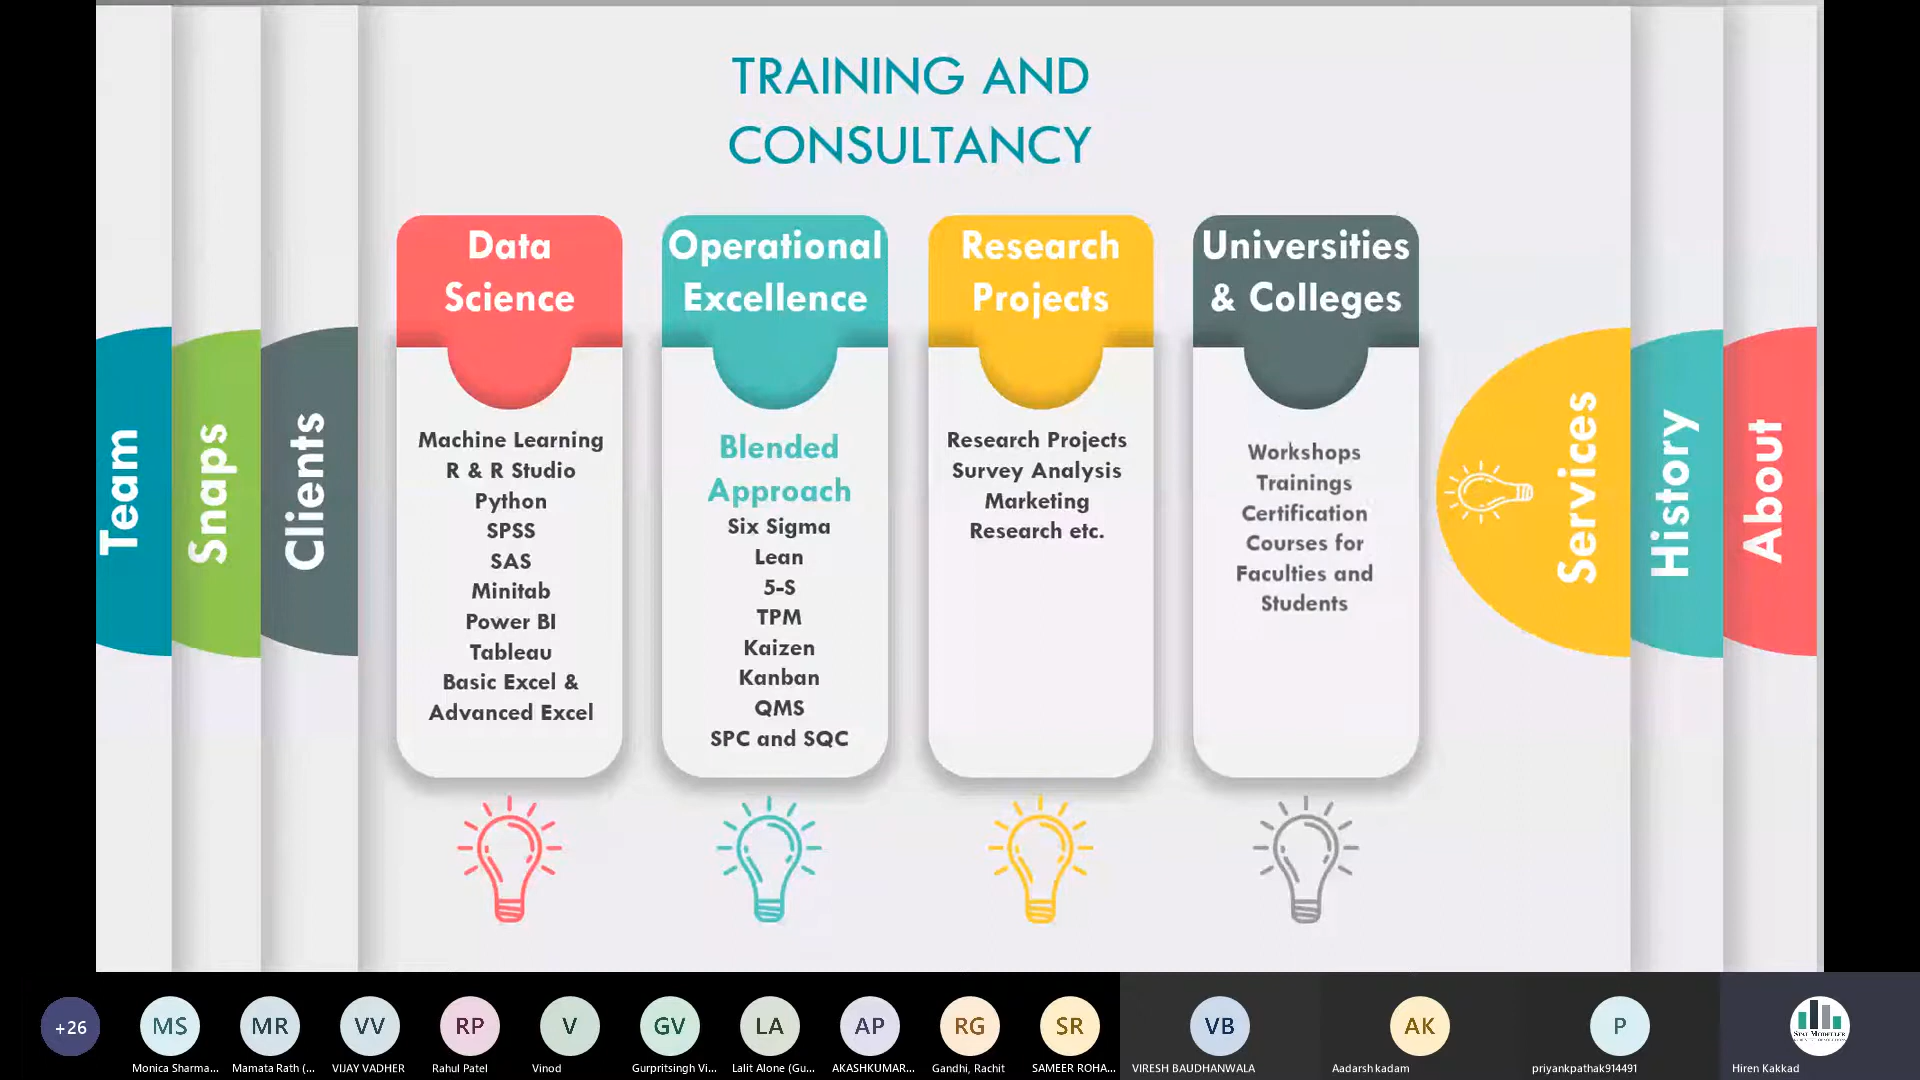 TRAINING AND
CONSULTANCY
Team
Snaps
Clients
Data
Science
Machine Learning
R & R Studio
Python
SPSS
SAS
Minitab
Power BI
Tableau
Basic Excel &
Advanced Excel
Operational
Excellence
Blended
Approach
Six Sigma
Lean
5-S
TPM
Kaizen
Kanban
QMS
SPC and SQC
Research
Projects
Research Projects
Survey Analysis
Marketing
Research etc.
Universities
& Colleges
Workshops
Trainings
Certification
Courses for
Faculties and
Students
Services
History
About
+26
MS
Monica Sharma...
MR
Mamata Rath (...
VV
VIJAY VADHER
RP
Rahul Patel
V
Vinod
GV
Gurpritsingh Vi...
LA
Lalit Alone (Gu...
AP
AKASHKUMAR...
RG
Gandhi, Rachit
SR
SAMEER ROHA...
VB
VIRESH BAUDHANWALA
AK
Aadarsh kadam
P
priyankpathak914491
Stat Modeller
Hiren Kakkad